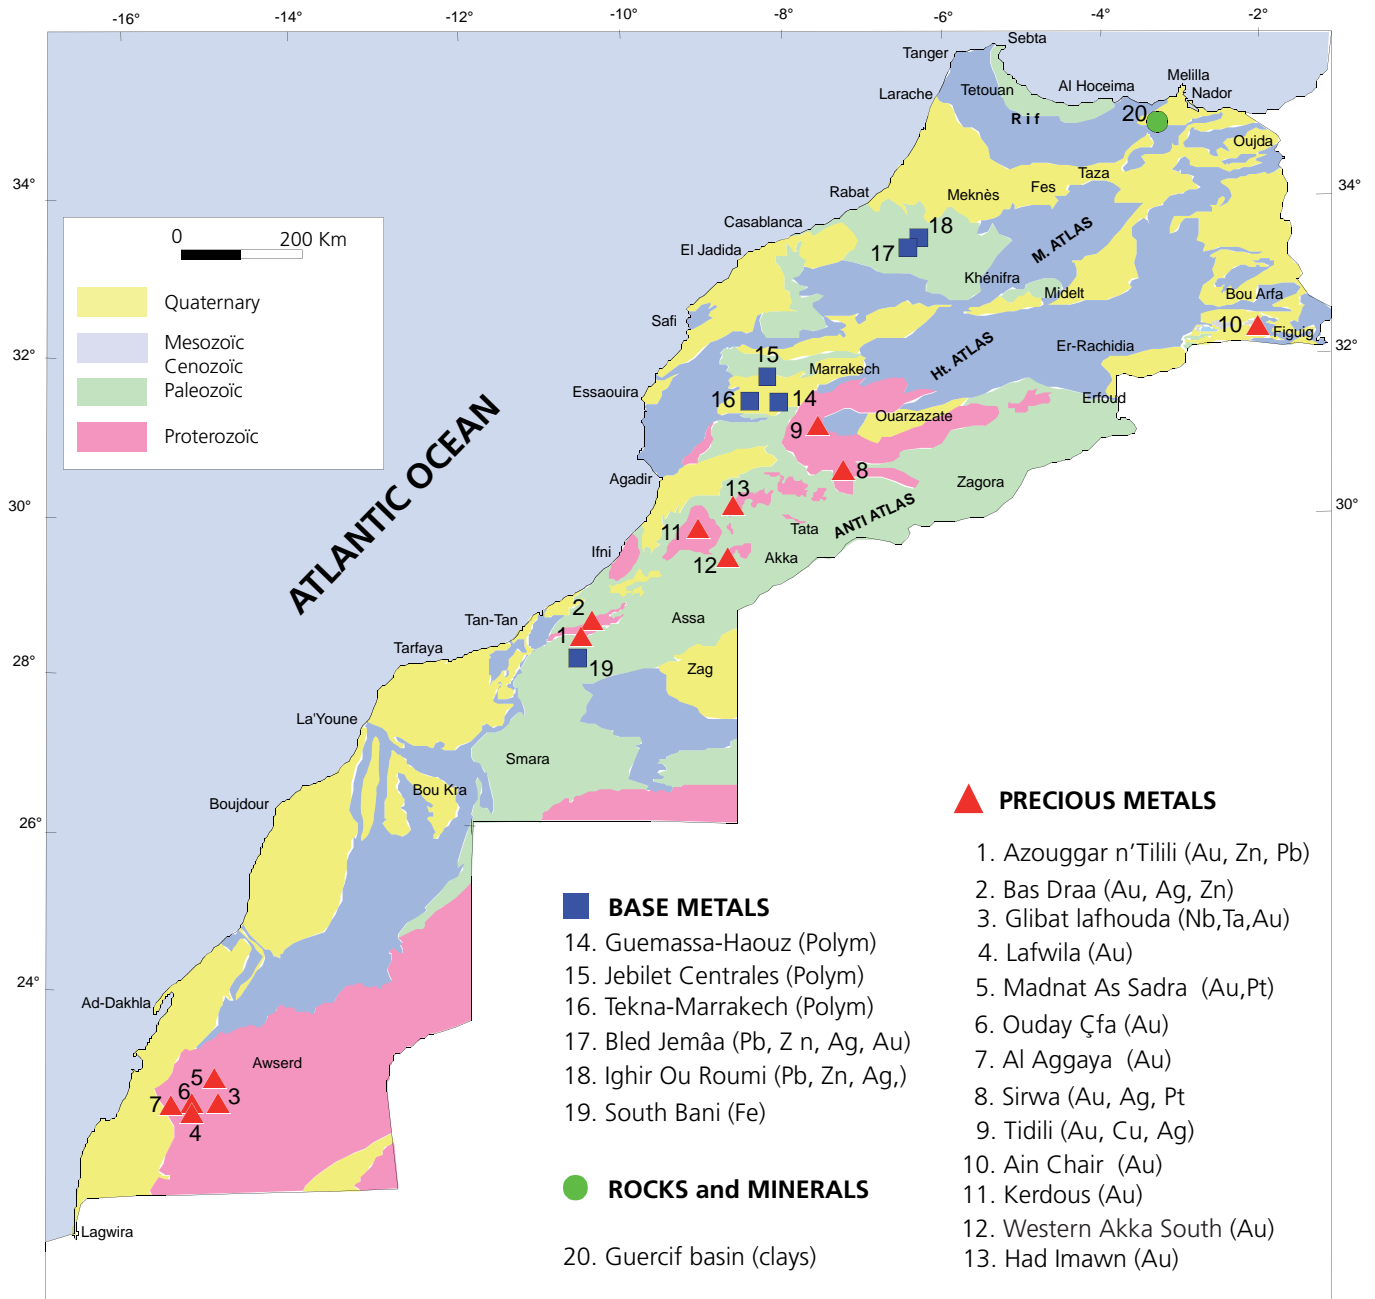 -16°
-14°
-12°
-10°
-8°
-6°
-4°
-2°
Sebta
Tanger
Melilla
Tetouan
Al Hoceima
Nador
Larache
20
Rif
Oujda
Taza
34°
34°
Fes
Rabat
Meknès
Casablanca
18
M. ATLAS
El Jadida
17
0 200 Km
Khénifra
Midelt
Bou Arfa
Quaternary
Safi
10
Figuig
Mesozoïc
Er-Rachidia
Cenozoïc
32°
32°
15
Ht. ATLAS
Marrakech
Paleozoïc
Essaouira
16
14
Erfoud
Ouarzazate
Proterozoïc
9
ATLANTIC OCEAN
Agadir
8
Zagora
13
30°
30°
ANTI ATLAS
11
Tata
Ifni
12
Akka
2
Tan-Tan
Assa
1
Tarfaya
28°
19
Zag
La'Youne
Smara
Bou Kra
Boujdour
26°
24°
Ad-Dakhla
Awserd
5
6
3
7
4
Lagwira
BASE METALS
14. Guemassa-Haouz (Polym)
15. Jebilet Centrales (Polym)
16. Tekna-Marrakech (Polym)
17. Bled Jemâa (Pb, Z n, Ag, Au)
18. Ighir Ou Roumi (Pb, Zn, Ag,)
19. South Bani (Fe)
ROCKS and MINERALS
20. Guercif basin (clays)
PRECIOUS METALS
1. Azouggar n’Tilili (Au, Zn, Pb)
2. Bas Draa (Au, Ag, Zn)
3. Glibat lafhouda (Nb,Ta,Au)
4. Lafwila (Au)
5. Madnat As Sadra (Au,Pt)
6. Ouday Çfa (Au)
7. Al Aggaya (Au)
8. Sirwa (Au, Ag, Pt
9. Tidili (Au, Cu, Ag)
10. Ain Chair (Au)
11. Kerdous (Au)
12. Western Akka South (Au)
13. Had Imawn (Au)